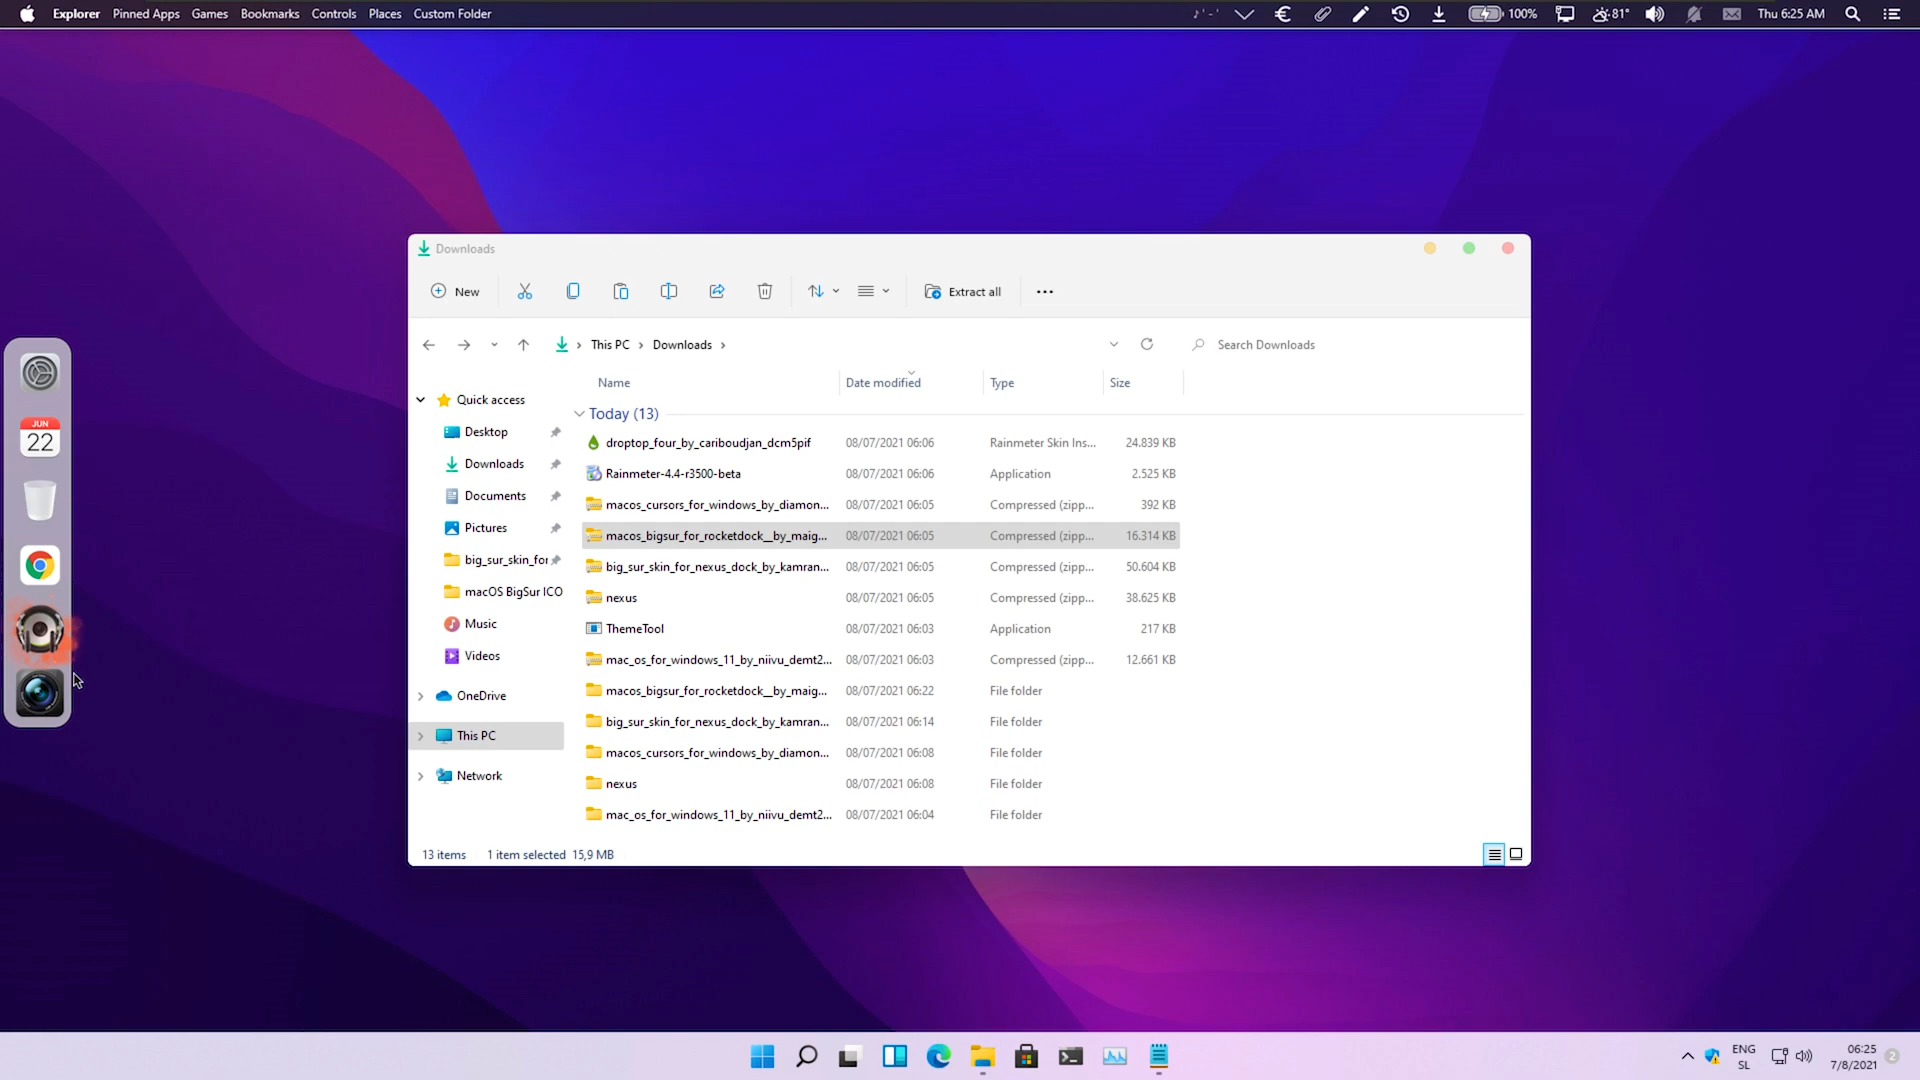 Explorer Pinned Apps Games Bookmarks Controls Places Custom Folder
100% 81° Thu 6:25 AM
Downloads
New Extract all
This PC Downloads Search Downloads
Name Date modified Type Size
Quick access
Desktop
Downloads
Documents
Pictures
big_sur_skin_for
macOS BigSur ICO
Music
Videos
OneDrive
This PC
Network
Today (13)
droptop_four_by_cariboudjan_dcm5pif 08/07/2021 06:06 Rainmeter Skin Ins... 24.839 KB
Rainmeter-4.4-r3500-beta 08/07/2021 06:06 Application 2.525 KB
macos_cursors_for_windows_by_diamon... 08/07/2021 06:05 Compressed (zipp... 392 KB
macos_bigsur_for_rocketdock__by_maig... 08/07/2021 06:05 Compressed (zipp... 16.314 KB
big_sur_skin_for_nexus_dock_by_kamran... 08/07/2021 06:05 Compressed (zipp... 50.604 KB
nexus 08/07/2021 06:05 Compressed (zipp... 38.625 KB
ThemeTool 08/07/2021 06:03 Application 217 KB
mac_os_for_windows_11_by_niivu_demt2... 08/07/2021 06:03 Compressed (zipp... 12.661 KB
macos_bigsur_for_rocketdock__by_maig... 08/07/2021 06:22 File folder
big_sur_skin_for_nexus_dock_by_kamran... 08/07/2021 06:14 File folder
macos_cursors_for_windows_by_diamon... 08/07/2021 06:08 File folder
nexus 08/07/2021 06:08 File folder
mac_os_for_windows_11_by_niivu_demt2... 08/07/2021 06:04 File folder
13 items 1 item selected 15,9 MB
JUN
22
ENG
SL
06:25
7/8/2021
2